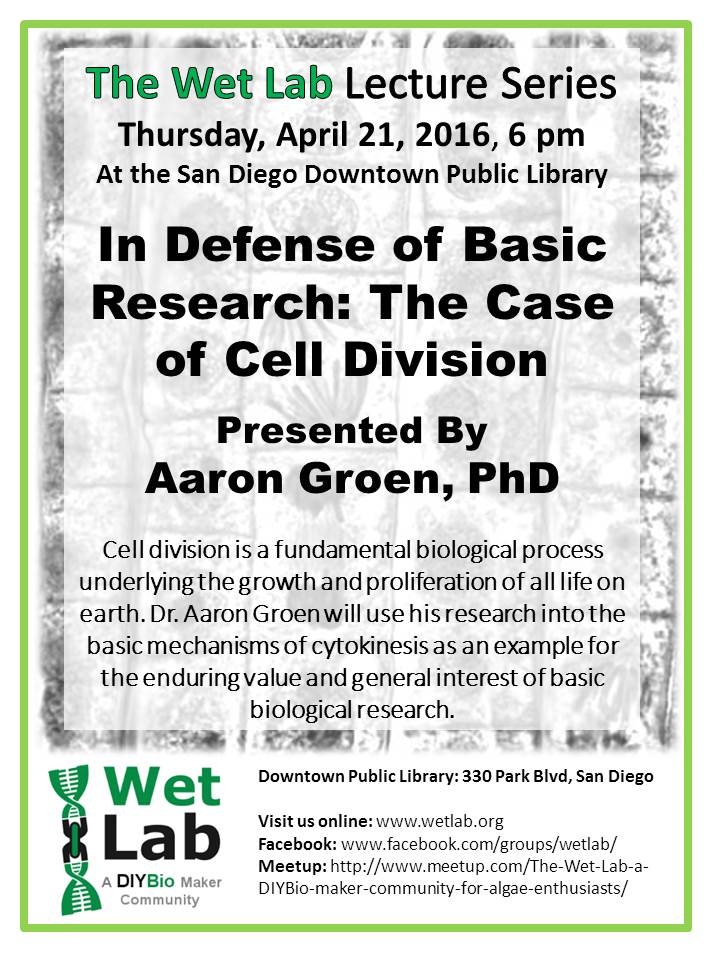 The Wet Lab Lecture Series
Thursday, April 21, 2016, 6 pm
At the San Diego Downtown Public Library
In Defense of Basic
Research: The Case
of Cell Division
Presented By
Aaron Groen, PhD
Cell division is a fundamental biological process
underlying the growth and proliferation of all life on
earth. Dr. Aaron Groen will use his research into the
basic mechanisms of cytokinesis as an example for
the enduring value and general interest of basic
biological research.
Wet
Lab
A DIYBio Maker
Community
Downtown Public Library: 330 Park Blvd, San Diego
Visit us online: www.wetlab.org
Facebook: www.facebook.com/groups/wetlab/
Meetup: http://www.meetup.com/The-Wet-Lab-a-
DIYBio-maker-community-for-algae-enthusiasts/